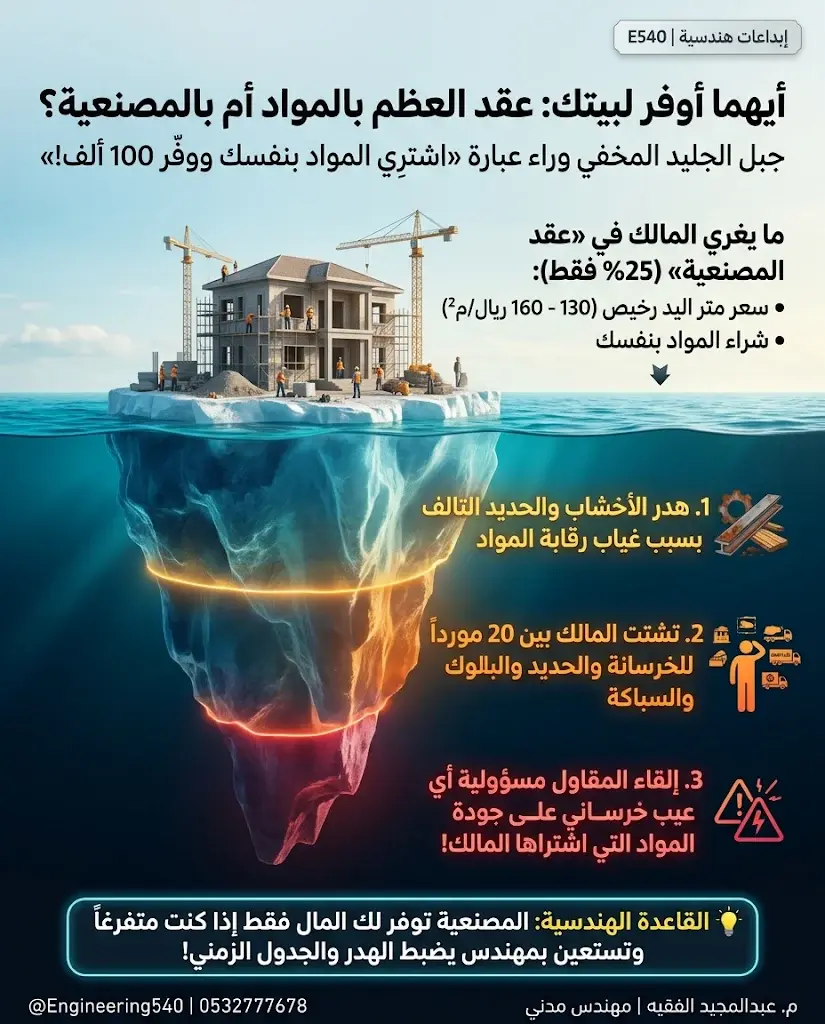 إبداعات هندسية | E540
أيهما أوفر لبيتك: عقد العظم بالمواد أم بالمصنعية؟
جبل الجليد المخفي وراء عبارة «اشترِي المواد بنفسك ووفّر 100 ألف!»
ما يغري المالك في «عقد
المصنعية» (25% فقط):
• سعر متر اليد رخيص (130 - 160 ريال/م²)
• شراء المواد بنفسك
1. هدر الأخشاب والحديد التالف
بسبب غياب رقابة المواد
2. تشتت المالك بين 20 مورداً
للخرسانة والحديد والبلوك
والسباكة
3. إلقاء المقاول مسؤولية أي
عيب خرساني على جودة
المواد التي اشتراها المالك!
القاعدة الهندسية: المصنعية توفر لك المال فقط إذا كنت متفرغاً
وتستعين بمهندس يضبط الهدر والجدول الزمني!
م. عبدالمجيد الفقيه | مهندس مدني
@Engineering540 | 0532777678